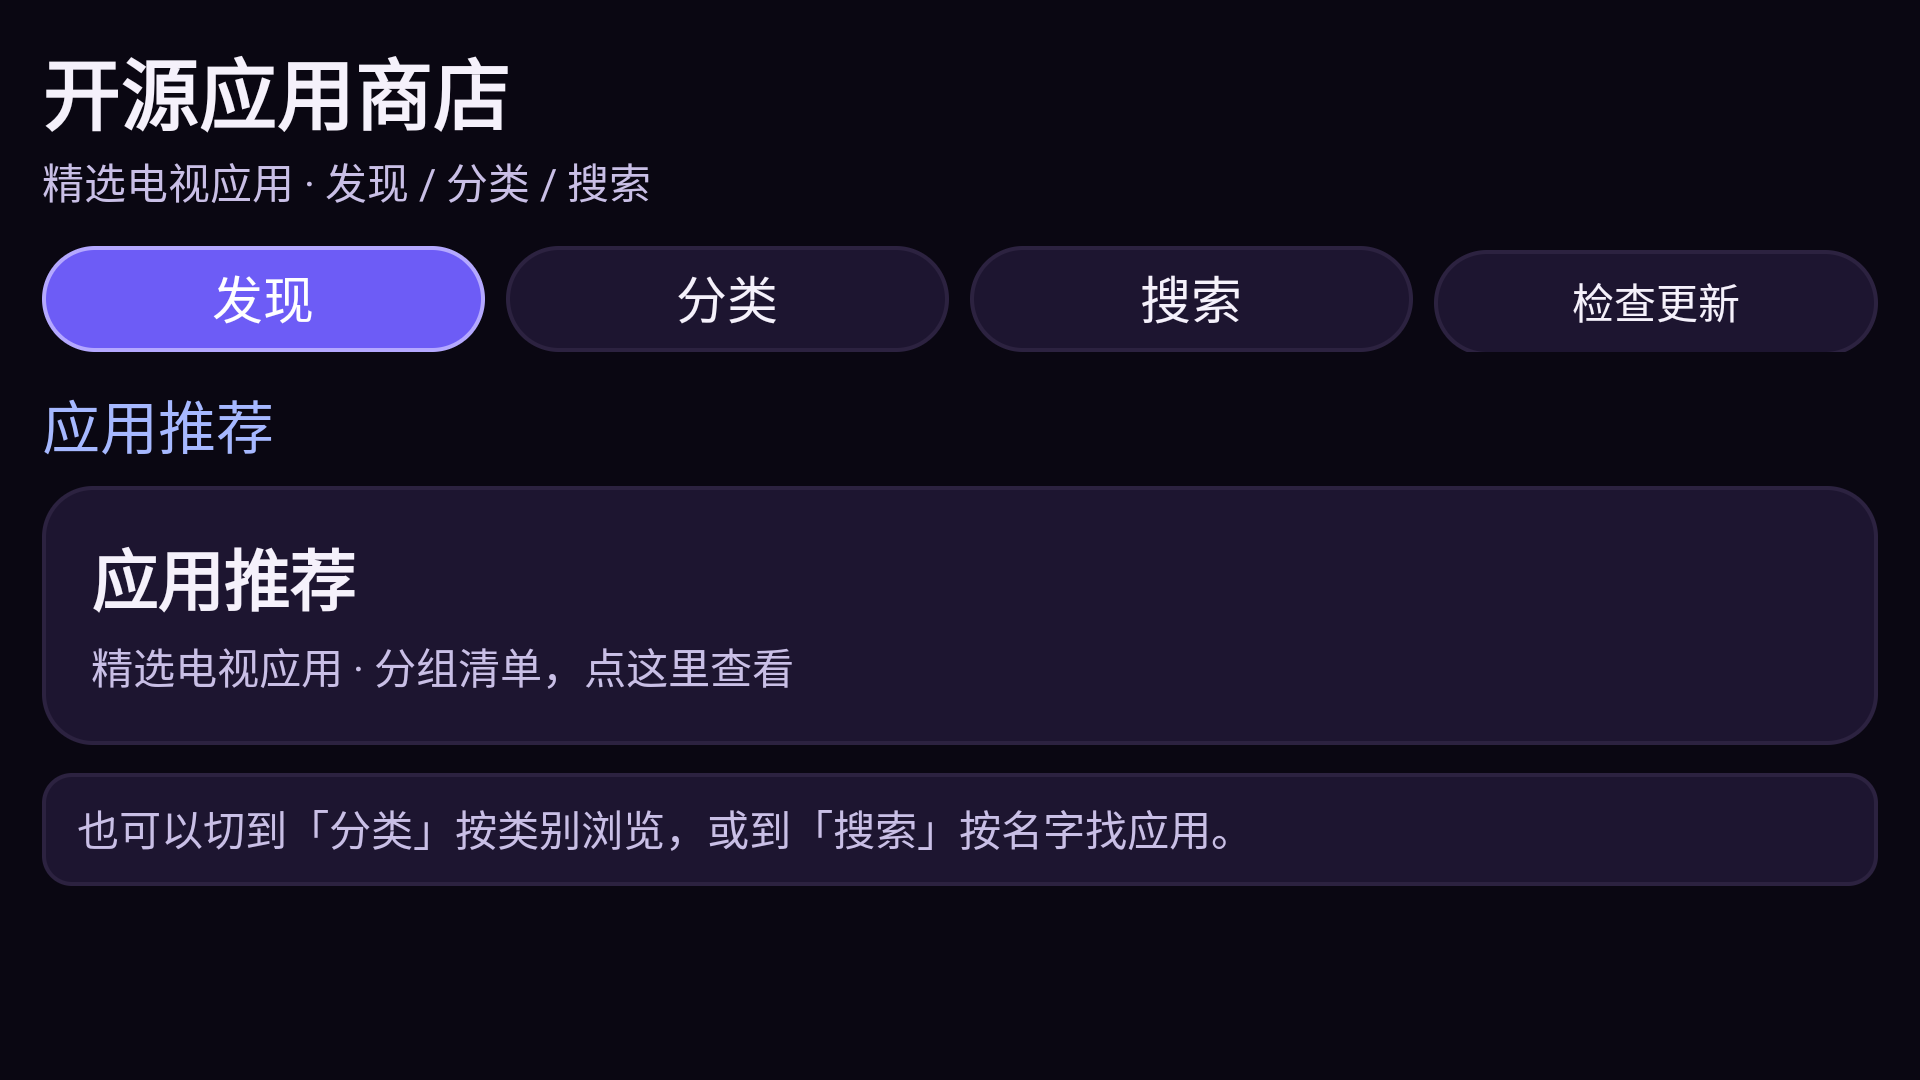 开源应用商店
精选电视应用 · 发现 / 分类 / 搜索
发现
分类
搜索
检查更新
应用推荐
应用推荐
精选电视应用 · 分组清单，点这里查看
也可以切到「分类」按类别浏览，或到「搜索」按名字找应用。